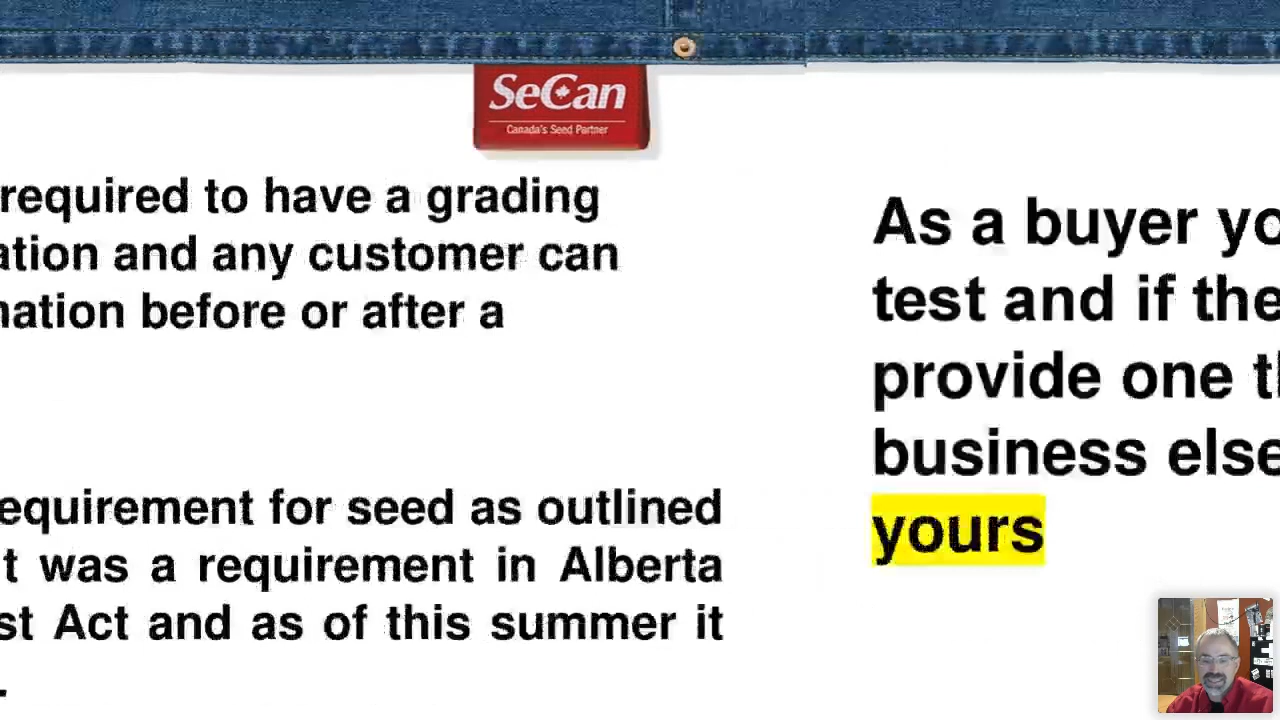 SeCan
Canada's Seed Partner
required to have a grading
ation and any customer can
mation before or after a
equirement for seed as outlined
t was a requirement in Alberta
st Act and as of this summer it
As a buyer yo
test and if the
provide one th
business else
yours